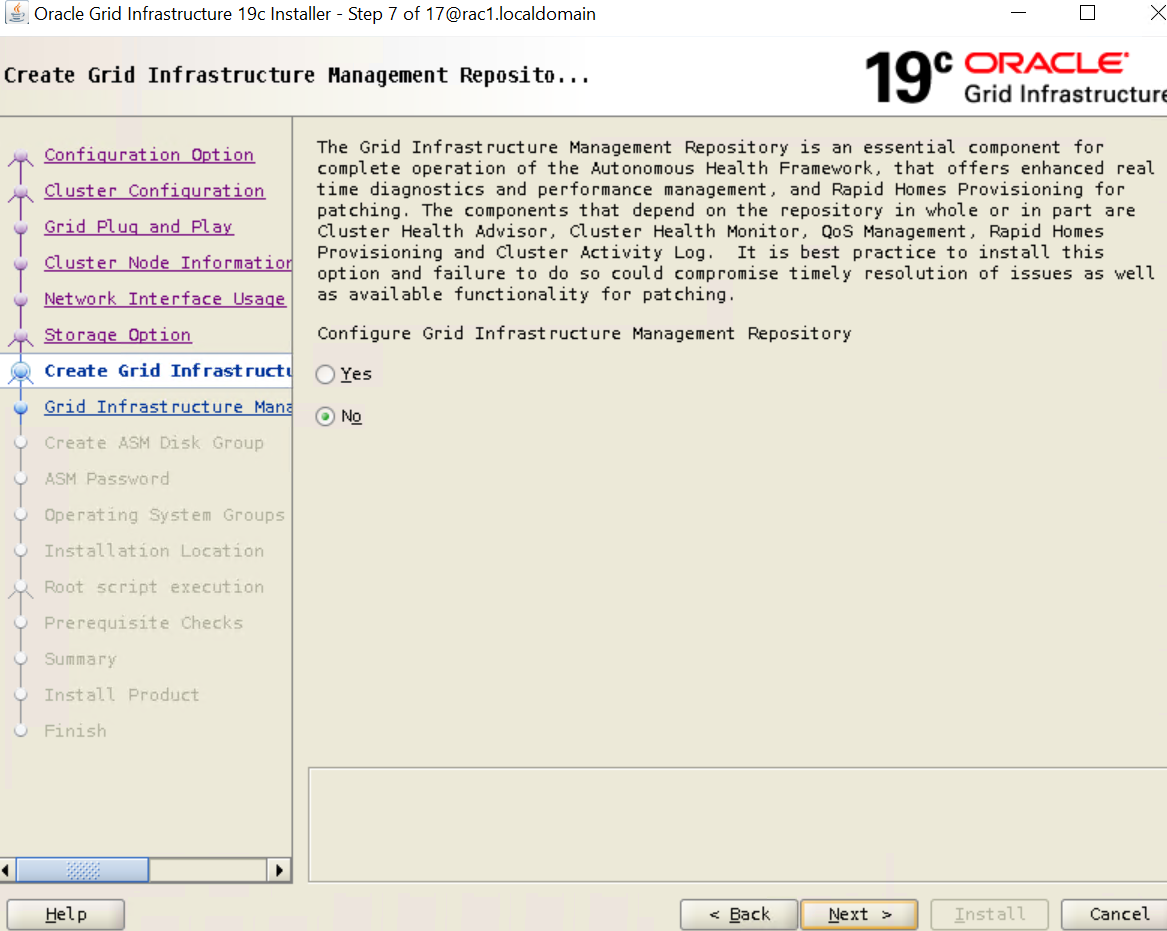 Oracle Grid Infrastructure 19c Installer - Step 7 of 17@rac1.localdomain
Create Grid Infrastructure Management Reposito...
19c ORACLE
Grid Infrastructure
Configuration Option
Cluster Configuration
Grid Plug and Play
Cluster Node Information
Network Interface Usage
Storage Option
Create Grid Infrastructu
Grid Infrastructure Mana
Create ASM Disk Group
ASM Password
Operating System Groups
Installation Location
Root script execution
Prerequisite Checks
Summary
Install Product
Finish
The Grid Infrastructure Management Repository is an essential component for
complete operation of the Autonomous Health Framework, that offers enhanced real
time diagnostics and performance management, and Rapid Homes Provisioning for
patching. The components that depend on the repository in whole or in part are
Cluster Health Advisor, Cluster Health Monitor, QoS Management, Rapid Homes
Provisioning and Cluster Activity Log.  It is best practice to install this
option and failure to do so could compromise timely resolution of issues as well
as available functionality for patching.
Configure Grid Infrastructure Management Repository
Yes
No
Help
< Back
Next >
Install
Cancel